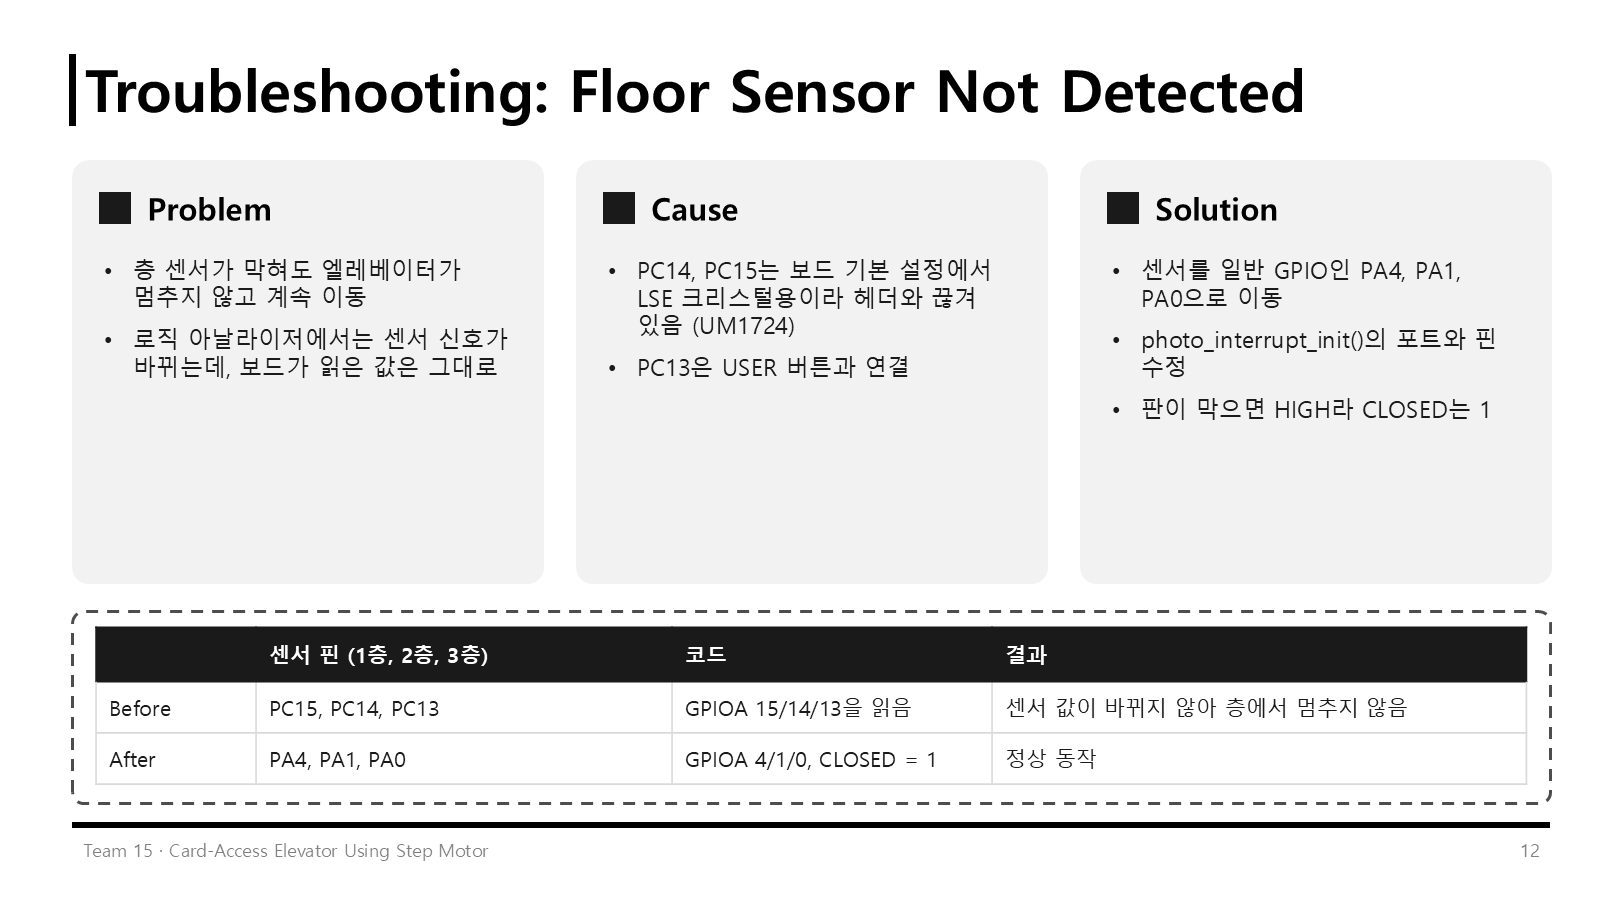 Troubleshooting: Floor Sensor Not Detected
Problem
• 층 센서가 막혀도 엘레베이터가
멈추지 않고 계속 이동
• 로직 아날라이저에서는 센서 신호가
바뀌는데, 보드가 읽은 값은 그대로
Cause
• PC14, PC15는 보드 기본 설정에서
LSE 크리스털용이라 헤더와 끊겨
있음 (UM1724)
• PC13은 USER 버튼과 연결
Solution
• 센서를 일반 GPIO인 PA4, PA1,
PA0으로 이동
• photo_interrupt_init()의 포트와 핀
수정
• 판이 막으면 HIGH라 CLOSED는 1
센서 핀 (1층, 2층, 3층) 코드 결과
Before PC15, PC14, PC13 GPIOA 15/14/13을 읽음 센서 값이 바뀌지 않아 층에서 멈추지 않음
After PA4, PA1, PA0 GPIOA 4/1/0, CLOSED = 1 정상 동작
Team 15 · Card-Access Elevator Using Step Motor 12